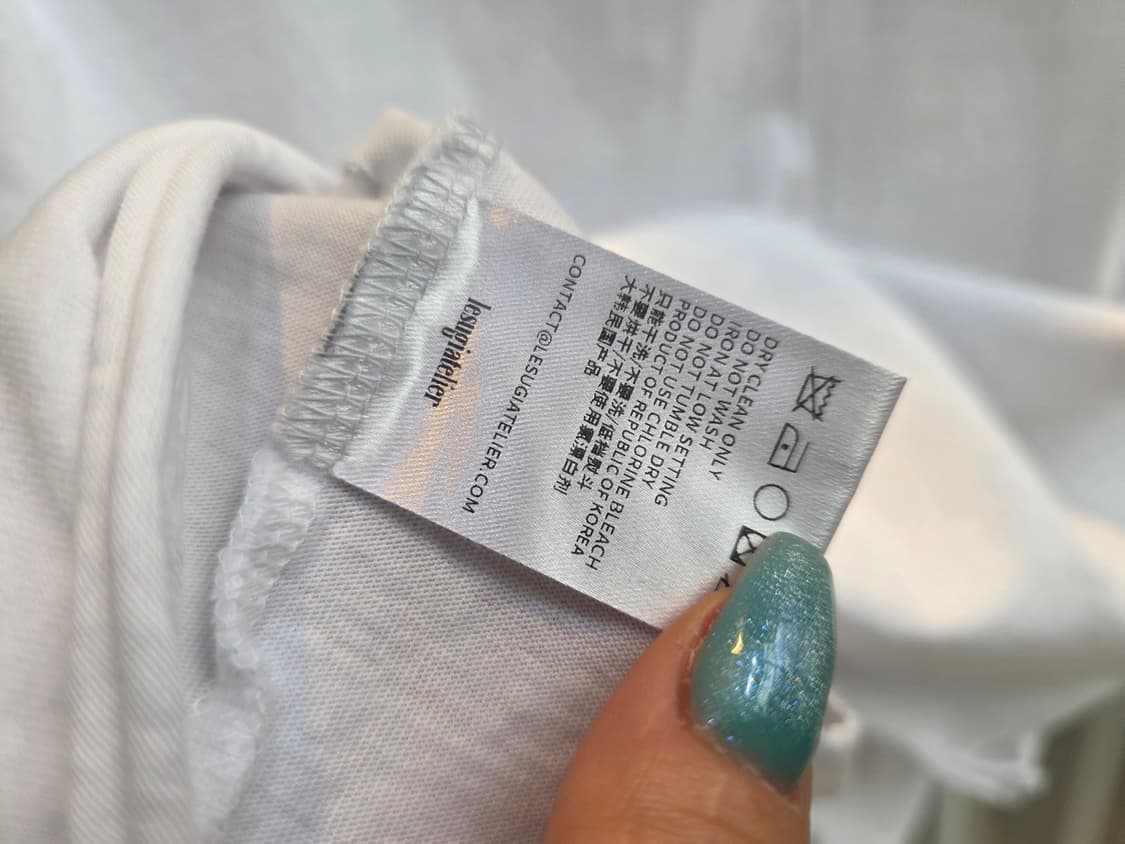 DRY CLEAN ONLY
DO NOT WASH
IRON AT LOW SETTING
DO NOT TUMBLE DRY
DO NOT USE CHLORINE BLEACH
PRODUCT OF REPUBLIC OF KOREA
只能干洗/不要洗/低档熨斗
不要烘干/不要使用氯漂白剂
大韩民国产品
CONTACT@LESUGIATELIER.COM
lesugiatelier